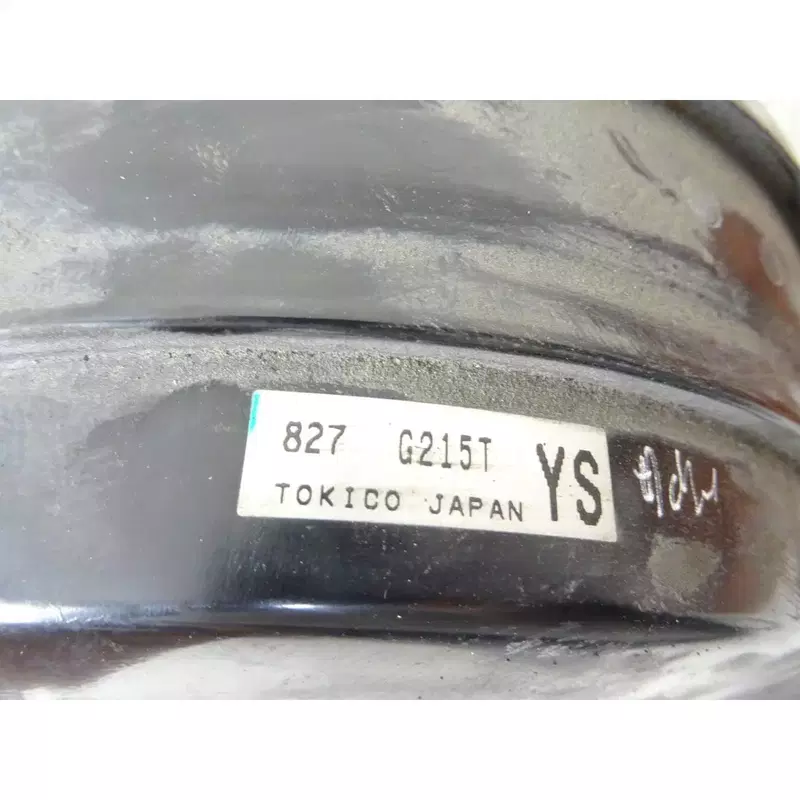 827 G215T YS
TOKICO JAPAN